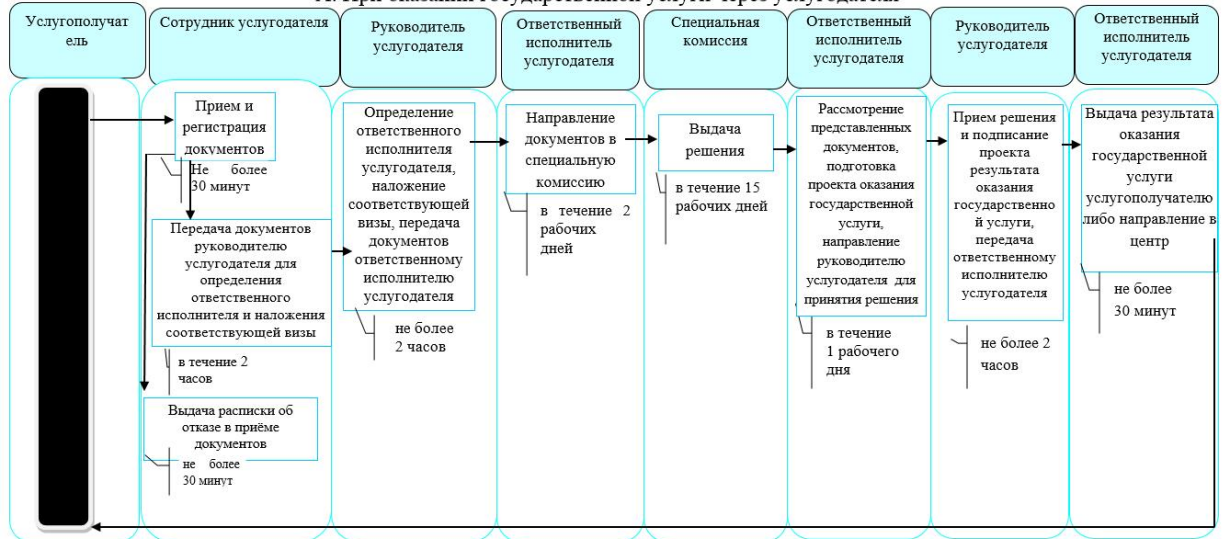 А. При оказании государственной услуги через услугодателя
Услугополучат
ель
Сотрудник услугодателя
Руководитель
услугодателя
Ответственный
исполнитель
услугодателя
Специальная
комиссия
Ответственный
исполнитель
услугодателя
Руководитель
услугодателя
Ответственный
исполнитель
услугодателя
Прием и
регистрация
документов
Не более
30 минут
Передача документов
руководителю
услугодателя для
определения
ответственного
исполнителя и наложения
соответствующей визы
в течение 2
часов
Выдача расписки об
отказе в приёме
документов
не более
30 минут
Определение
ответственного
исполнителя
услугодателя,
наложение
соответствующей
визы, передача
документов
ответственному
исполнителю
услугодателя
не более
2 часов
Направление
документов в
специальную
комиссию
в течение 2
рабочих
дней
Выдача
решения
в течение 15
рабочих дней
Рассмотрение
представленных
документов,
подготовка
проекта оказания
государственной
услуги,
направление
руководителю
услугодателя для
принятия решения
в течение
1 рабочего
дня
Прием решения
и подписание
проекта
результата
оказания
государственно
й услуги,
передача
ответственному
исполнителю
услугодателя
не более 2
часов
Выдача результата
оказания
государственной
услуги
услугополучателю
либо направление в
центр
не более
30 минут